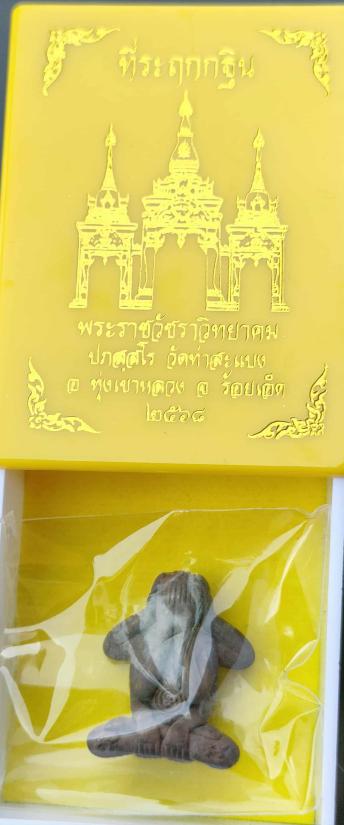 ที่ระฤกกฐิน
พระราชวัชราวิทยาคม
ปภสฺสโร วัดท่าสะแบง
อ ทุ่งเขาหลวง จ ร้อยเอ็ด
๒๕๖๘